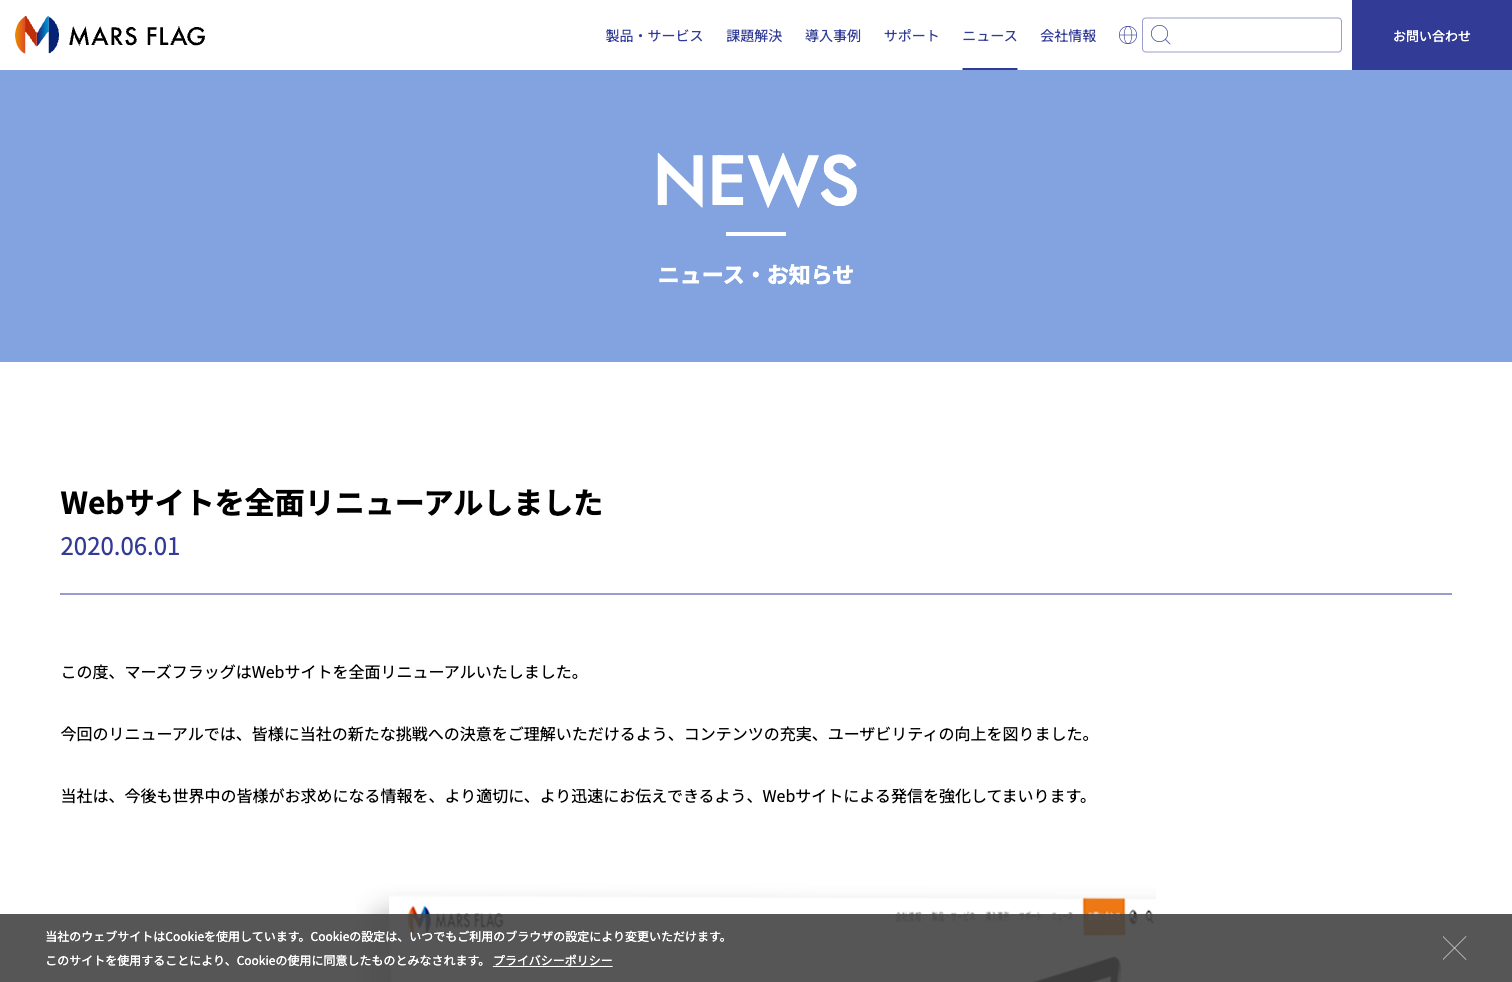 MARS FLAG
製品・サービス 課題解決 導入事例 サポート ニュース 会社情報 お問い合わせ
NEWS
ニュース・お知らせ
Webサイトを全面リニューアルしました
2020.06.01
この度、マーズフラッグはWebサイトを全面リニューアルいたしました。
今回のリニューアルでは、皆様に当社の新たな挑戦への決意をご理解いただけるよう、コンテンツの充実、ユーザビリティの向上を図りました。
当社は、今後も世界中の皆様がお求めになる情報を、より適切に、より迅速にお伝えできるよう、Webサイトによる発信を強化してまいります。
MARS FLAG
当社のウェブサイトはCookieを使用しています。Cookieの設定は、いつでもご利用のブラウザの設定により変更いただけます。
このサイトを使用することにより、Cookieの使用に同意したものとみなされます。 プライバシーポリシー